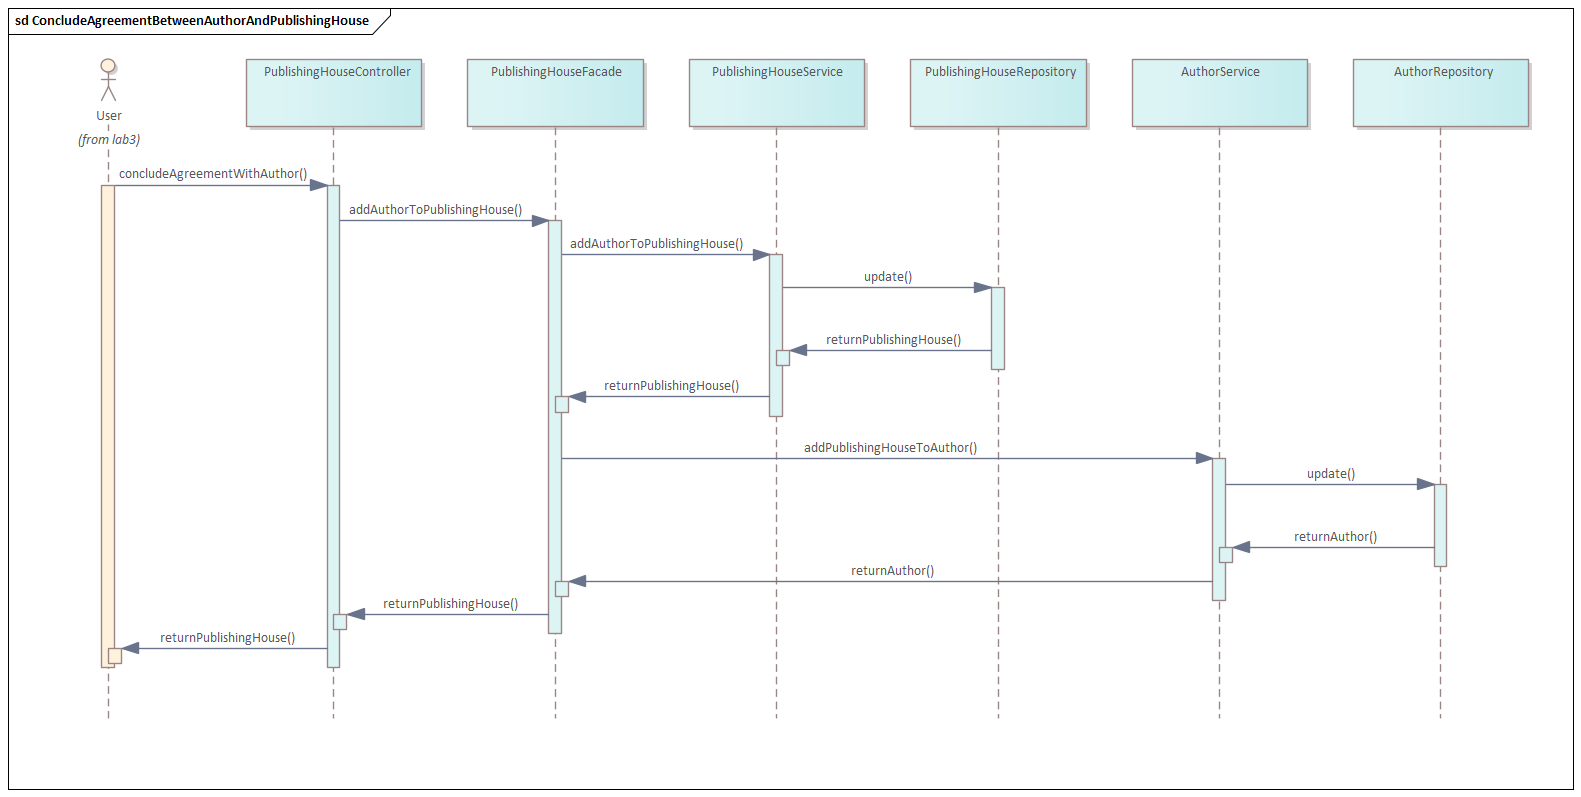 sd ConcludeAgreementBetweenAuthorAndPublishingHouse
PublishingHouseController
PublishingHouseFacade
PublishingHouseService
PublishingHouseRepository
AuthorService
AuthorRepository
User
(from lab3)
concludeAgreementWithAuthor()
addAuthorToPublishingHouse()
addAuthorToPublishingHouse()
update()
returnPublishingHouse()
returnPublishingHouse()
addPublishingHouseToAuthor()
update()
returnAuthor()
returnAuthor()
returnPublishingHouse()
returnPublishingHouse()